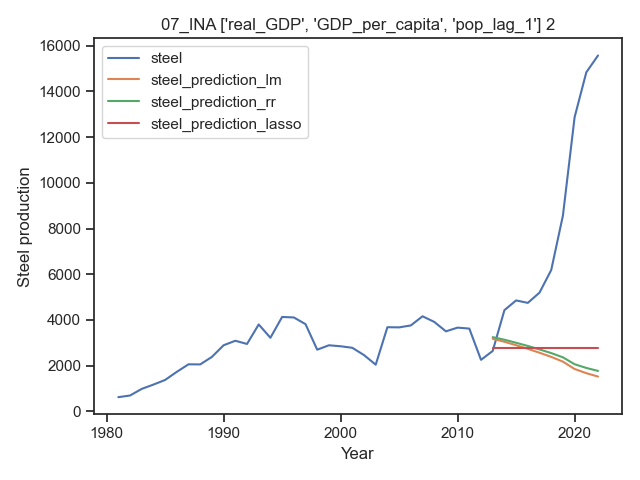 07_INA ['real_GDP', 'GDP_per_capita', 'pop_lag_1'] 2
steel
steel_prediction_lm
steel_prediction_rr
steel_prediction_lasso
Steel production
16000
14000
12000
10000
8000
6000
4000
2000
0
1980
1990
2000
2010
2020
Year